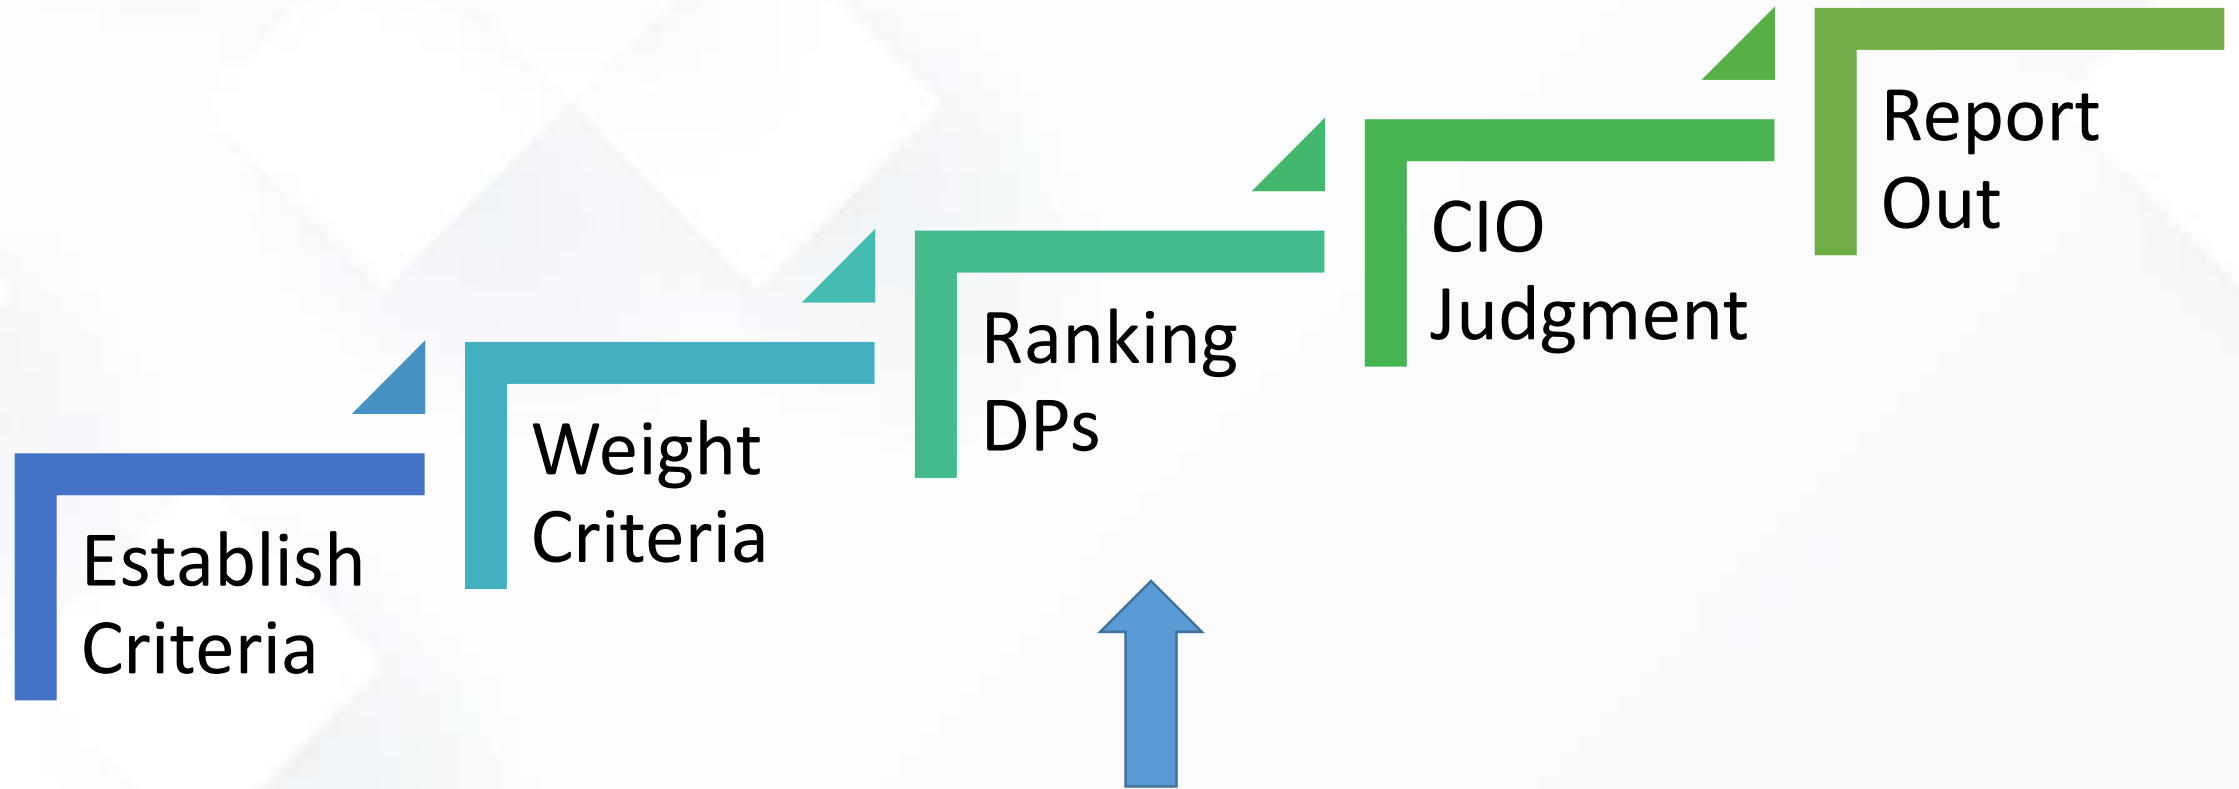 Establish
Criteria
Weight
Criteria
Ranking
DPs
CIO
Judgment
Report
Out